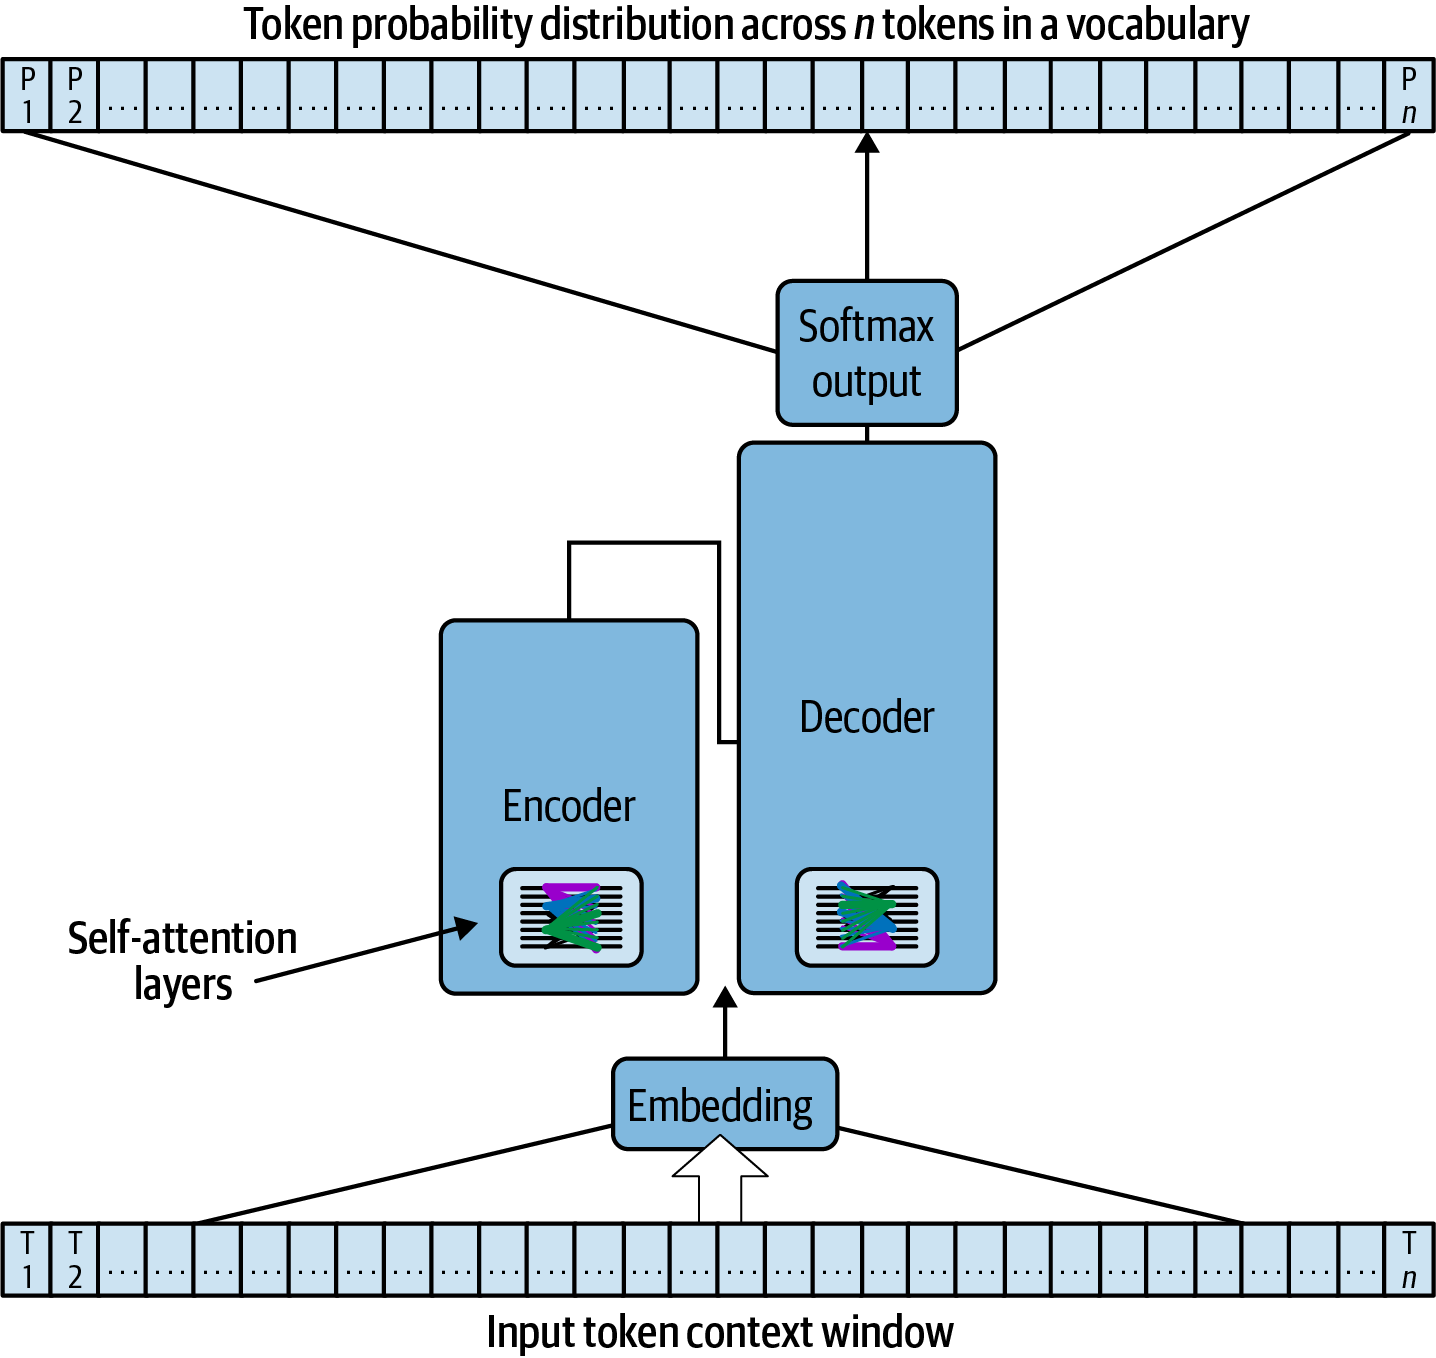 Token probability distribution across n tokens in a vocabulary
P P P
1 2 ... ... ... ... ... ... ... ... ... ... ... ... ... ... ... ... ... ... ... ... ... ... ... ... ... ... ... n
Softmax
output
Decoder
Encoder
Self-attention
layers
Embedding
T T T
1 2 ... ... ... ... ... ... ... ... ... ... ... ... ... ... ... ... ... ... ... ... ... ... ... ... ... ... ... n
Input token context window